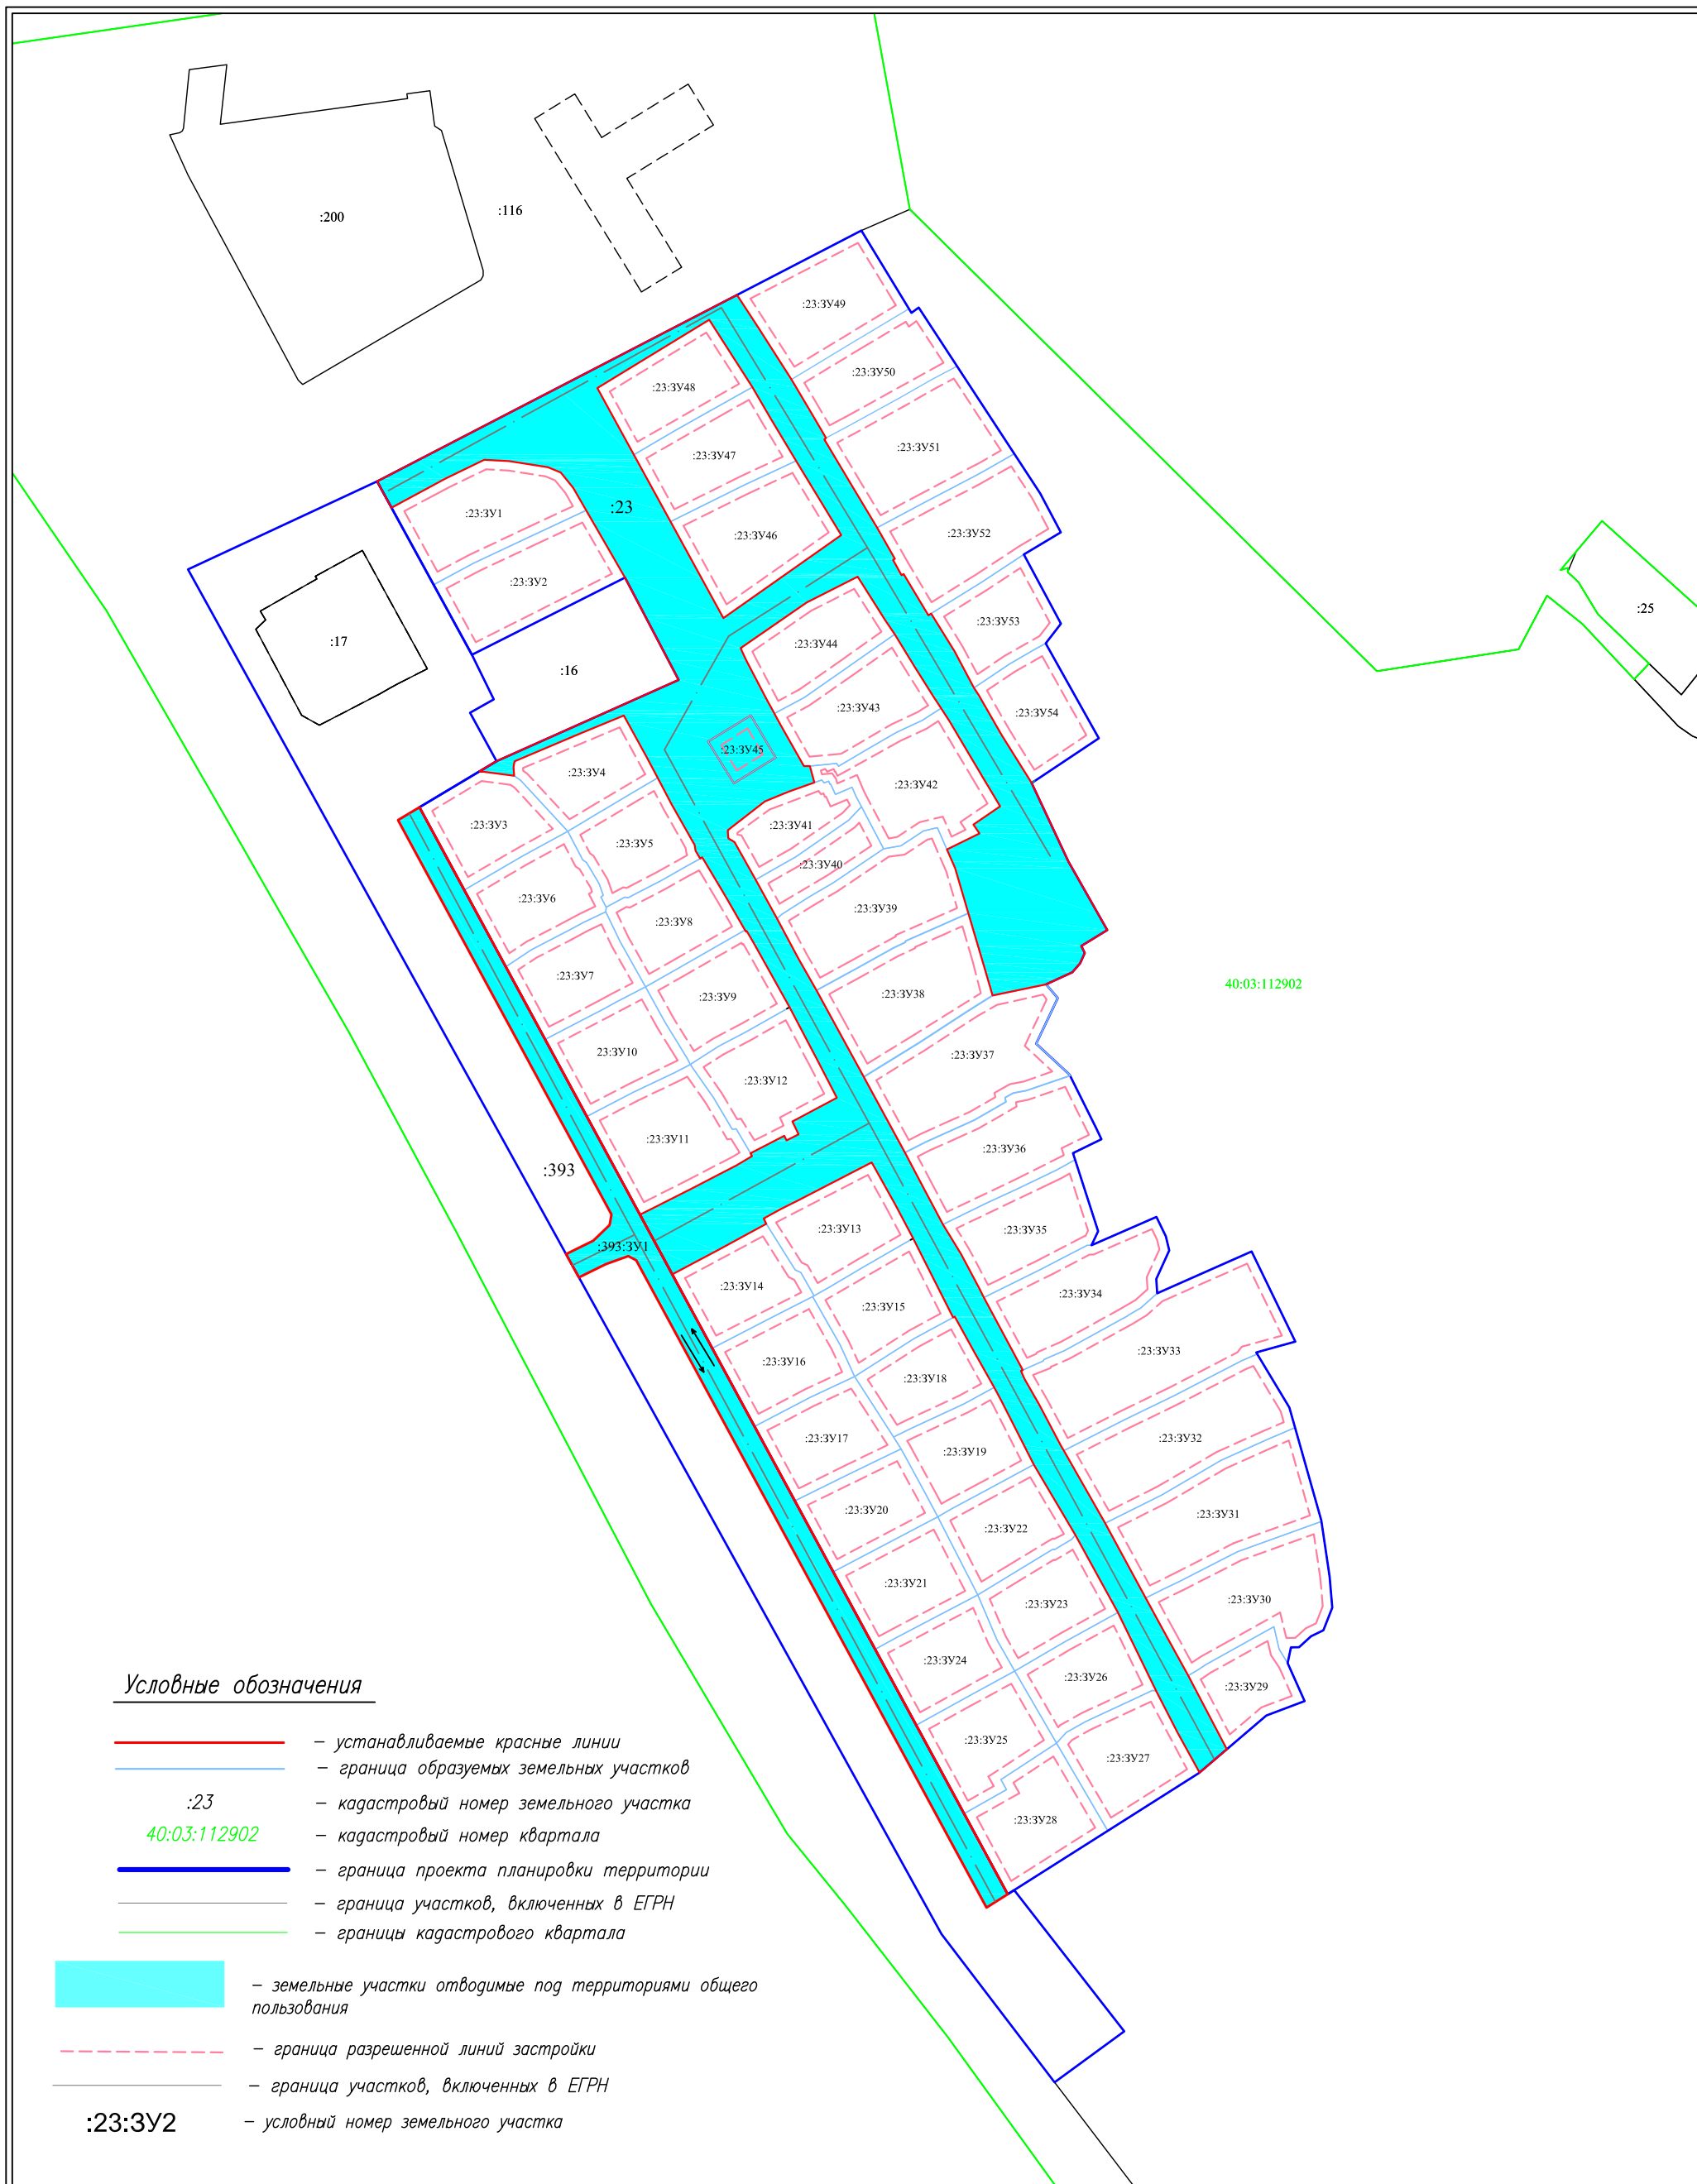 :200
:116
:23:ЗУ49
:23:ЗУ50
:23:ЗУ48
:23:ЗУ51
:23:ЗУ47
:23
:23:ЗУ1
:23:ЗУ46
:23:ЗУ52
:23:ЗУ2
:25
:23:ЗУ53
:17
:16
:23:ЗУ44
:23:ЗУ43
:23:ЗУ54
:23:ЗУ45
:23:ЗУ4
:23:ЗУ42
:23:ЗУ3
:23:ЗУ41
:23:ЗУ5
:23:ЗУ40
:23:ЗУ6
:23:ЗУ39
:23:ЗУ8
:23:ЗУ7
40:03:112902
:23:ЗУ38
:23:ЗУ9
23:ЗУ10
:23:ЗУ37
:23:ЗУ12
:23:ЗУ11
:23:ЗУ36
:393
:23:ЗУ13
:23:ЗУ35
:393:ЗУ1
:23:ЗУ14
:23:ЗУ34
:23:ЗУ15
:23:ЗУ33
:23:ЗУ16
:23:ЗУ18
:23:ЗУ17
:23:ЗУ32
:23:ЗУ19
:23:ЗУ20
:23:ЗУ31
:23:ЗУ22
:23:ЗУ21
:23:ЗУ30
:23:ЗУ23
:23:ЗУ24
:23:ЗУ26
:23:ЗУ29
:23:ЗУ25
:23:ЗУ27
:23:ЗУ28
Условные обозначения
– устанавливаемые красные линии
– граница образуемых земельных участков
:23 – кадастровый номер земельного участка
40:03:112902 – кадастровый номер квартала
– граница проекта планировки территории
– граница участков, включенных в ЕГРН
– границы кадастрового квартала
– земельные участки отводимые под территориями общего
пользования
– граница разрешенной линий застройки
– граница участков, включенных в ЕГРН
:23:ЗУ2 – условный номер земельного участка